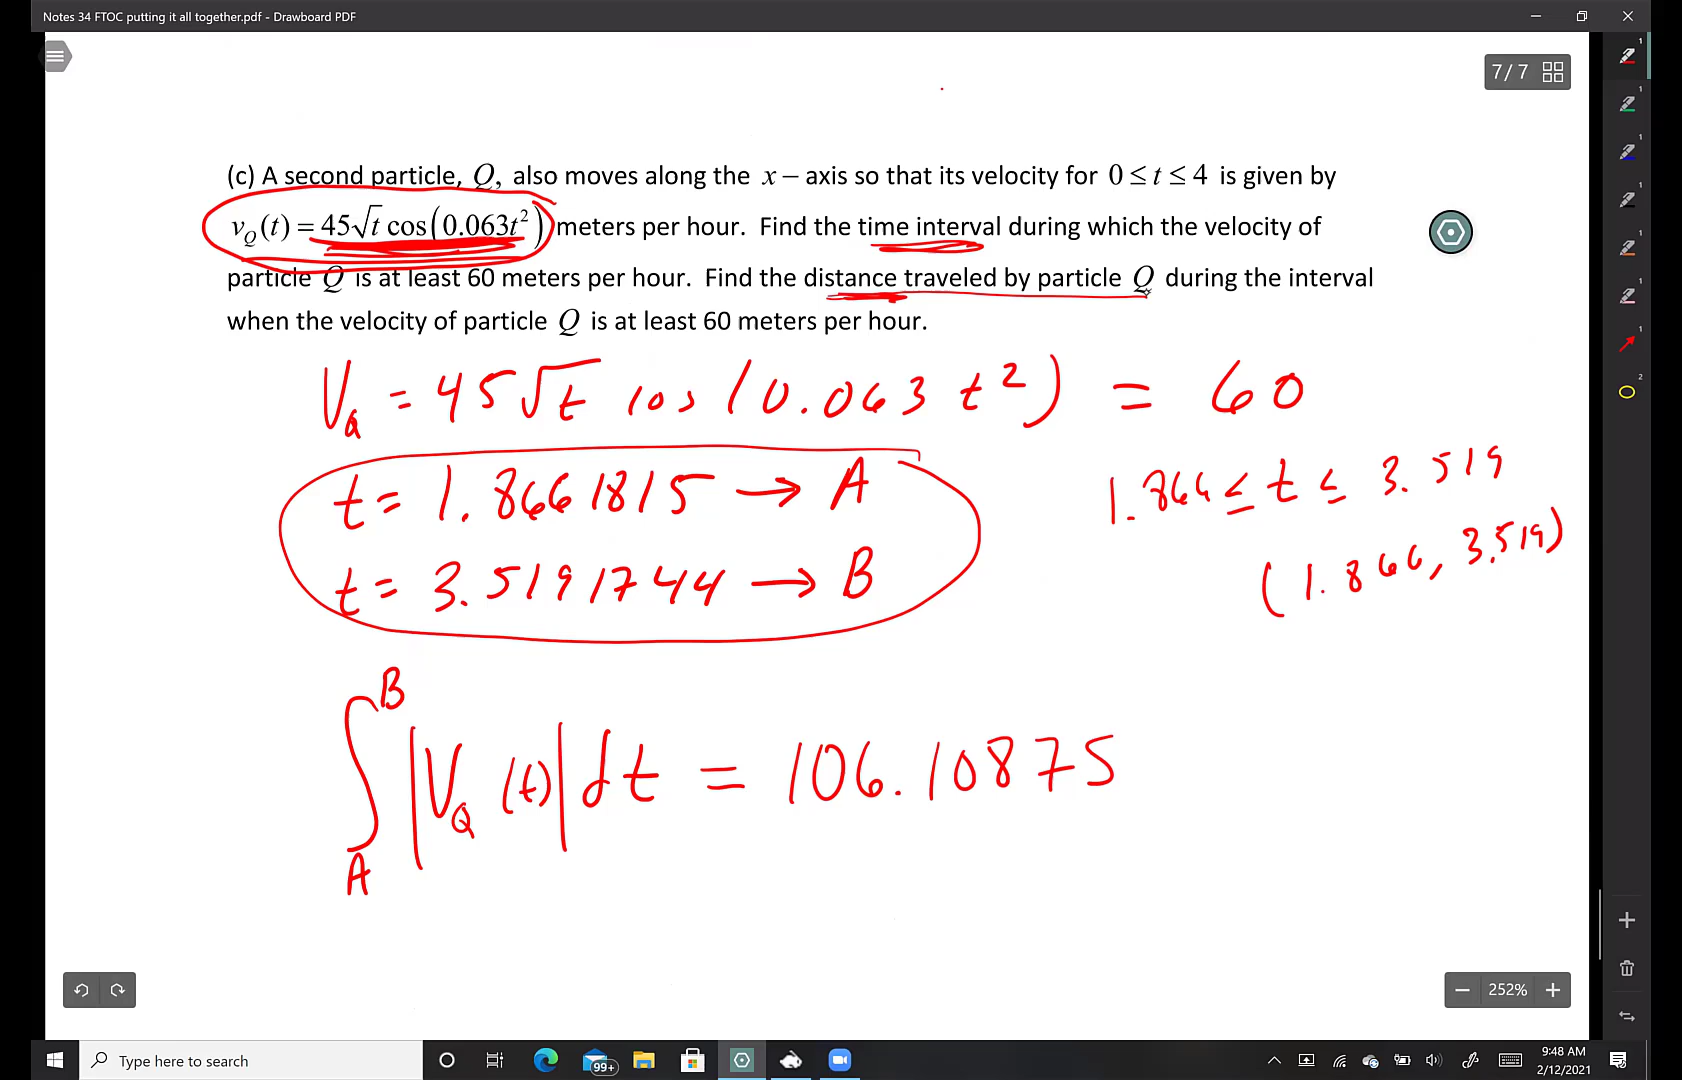 Notes 34 FTOC putting it all together.pdf - Drawboard PDF
7 / 7
(c) A second particle, Q, also moves along the x – axis so that its velocity for 0 ≤ t ≤ 4 is given by
v_Q(t) = 45√t cos(0.063t²) meters per hour. Find the time interval during which the velocity of
particle Q is at least 60 meters per hour. Find the distance traveled by particle Q during the interval
when the velocity of particle Q is at least 60 meters per hour.
V_Q = 45√t cos(0.063 t²) = 60
t = 1.8661815 → A
1.866 ≤ t ≤ 3.519
t = 3.5191744 → B
(1.866, 3.519)
∫_A^B |V_Q (t)| dt = 106.10875
252%
Type here to search
99+
9:48 AM
2/12/2021